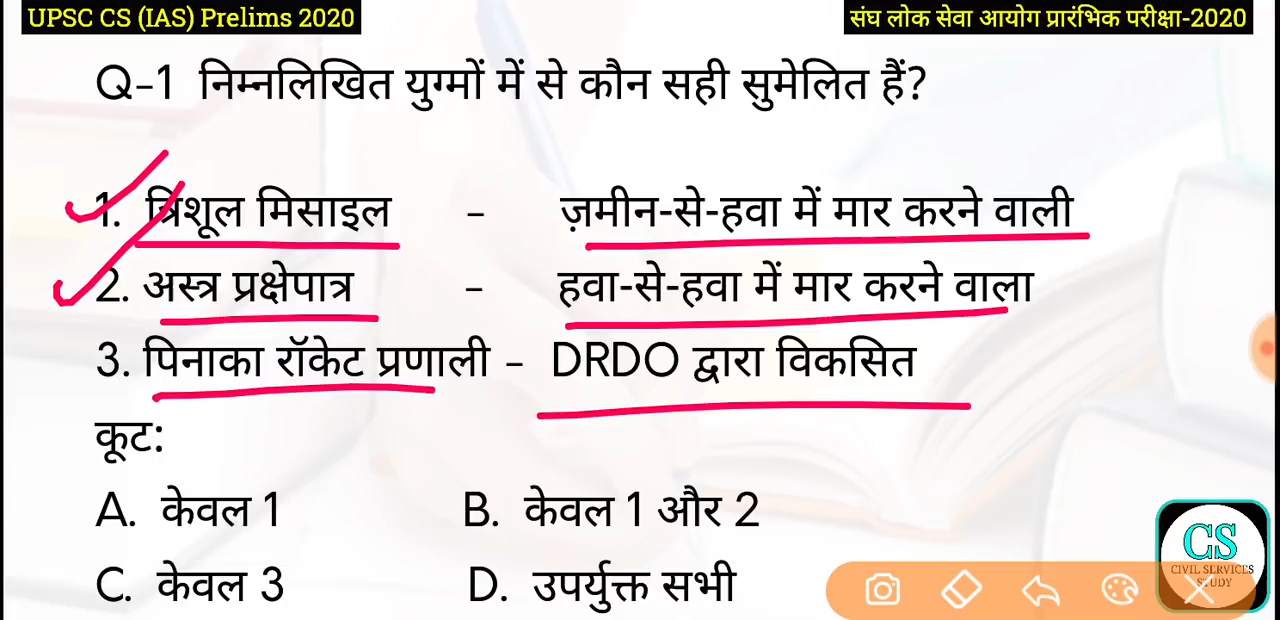 UPSC CS (IAS) Prelims 2020
संघ लोक सेवा आयोग प्रारंभिक परीक्षा-2020
Q-1 निम्नलिखित युग्मों में से कौन सही सुमेलित हैं?
1. त्रिशूल मिसाइल - ज़मीन-से-हवा में मार करने वाली
2. अस्त्र प्रक्षेपात्र - हवा-से-हवा में मार करने वाला
3. पिनाका रॉकेट प्रणाली - DRDO द्वारा विकसित
कूट:
A. केवल 1 B. केवल 1 और 2
C. केवल 3 D. उपर्युक्त सभी
CS
CIVIL SERVICES
STUDY